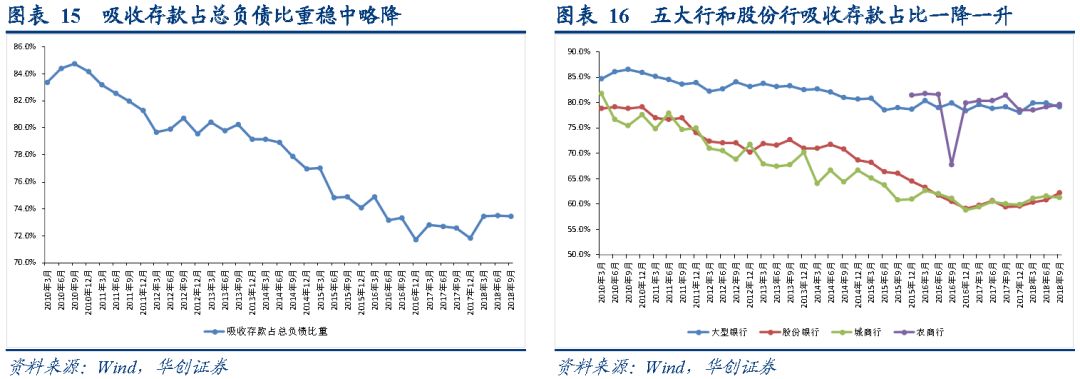 图表 15 吸收存款占总负债比重稳中略降
86.0%
84.0%
82.0%
80.0%
78.0%
76.0%
74.0%
72.0%
70.0%
2010年3月
2010年6月
2010年9月
2010年12月
2011年3月
2011年6月
2011年9月
2011年12月
2012年3月
2012年6月
2012年9月
2012年12月
2013年3月
2013年6月
2013年9月
2013年12月
2014年3月
2014年6月
2014年9月
2014年12月
2015年3月
2015年6月
2015年9月
2015年12月
2016年3月
2016年6月
2016年9月
2016年12月
2017年3月
2017年6月
2017年9月
2017年12月
2018年3月
2018年6月
2018年9月
吸收存款占总负债比重
资料来源：Wind，华创证券
图表 16 五大行和股份行吸收存款占比一降一升
90.0%
85.0%
80.0%
75.0%
70.0%
65.0%
60.0%
55.0%
50.0%
2010年3月
2010年6月
2010年9月
2010年12月
2011年3月
2011年6月
2011年9月
2011年12月
2012年3月
2012年6月
2012年9月
2012年12月
2013年3月
2013年6月
2013年9月
2013年12月
2014年3月
2014年6月
2014年9月
2014年12月
2015年3月
2015年6月
2015年9月
2015年12月
2016年3月
2016年6月
2016年9月
2016年12月
2017年3月
2017年6月
2017年9月
2017年12月
2018年3月
2018年6月
2018年9月
大型银行 股份银行 城商行 农商行
资料来源：Wind，华创证券